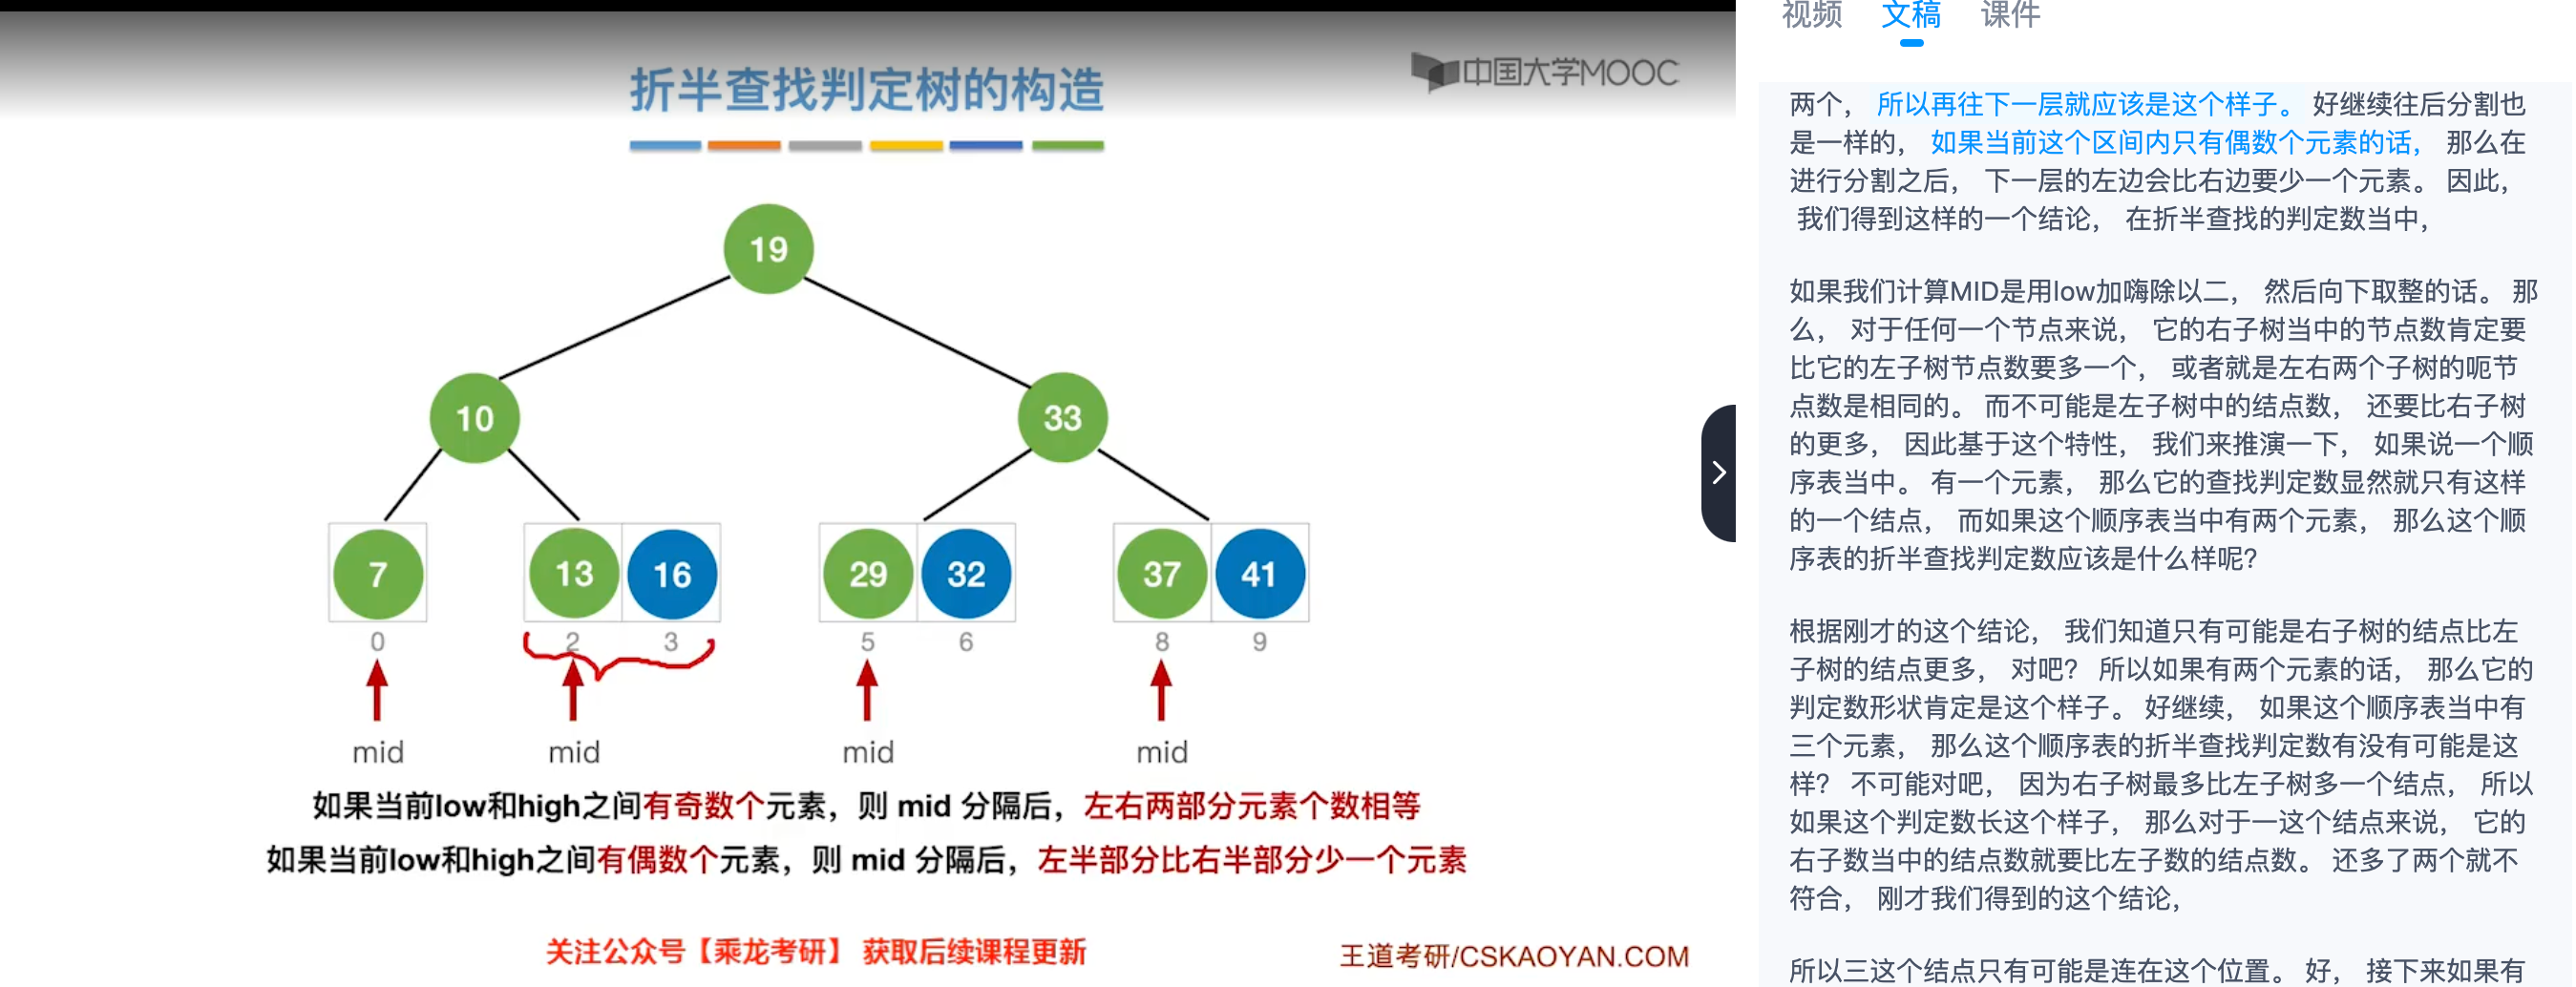 折半查找判定树的构造
中国大学MOOC
19
10
33
7
13
16
29
32
37
41
0
2
3
5
6
8
9
mid
mid
mid
mid
如果当前low和high之间有奇数个元素，则 mid 分隔后，左右两部分元素个数相等
如果当前low和high之间有偶数个元素，则 mid 分隔后，左半部分比右半部分少一个元素
关注公众号【乘龙考研】 获取后续课程更新
王道考研/CSKAOYAN.COM
视频 文稿 课件
两个， 所以再往下一层就应该是这个样子。 好继续往后分割也
是一样的， 如果当前这个区间内只有偶数个元素的话， 那么在
进行分割之后， 下一层的左边会比右边要少一个元素。 因此，
我们得到这样的一个结论， 在折半查找的判定数当中，
如果我们计算MID是用low加嗨除以二， 然后向下取整的话。 那
么， 对于任何一个节点来说， 它的右子树当中的节点数肯定要
比它的左子树节点数要多一个， 或者就是左右两个子树的呃节
点数是相同的。 而不可能是左子树中的结点数， 还要比右子树
的更多， 因此基于这个特性， 我们来推演一下， 如果说一个顺
序表当中。 有一个元素， 那么它的查找判定数显然就只有这样
的一个结点， 而如果这个顺序表当中有两个元素， 那么这个顺
序表的折半查找判定数应该是什么样呢?
根据刚才的这个结论， 我们知道只有可能是右子树的结点比左
子树的结点更多， 对吧? 所以如果有两个元素的话， 那么它的
判定数形状肯定是这个样子。 好继续， 如果这个顺序表当中有
三个元素， 那么这个顺序表的折半查找判定数有没有可能是这
样? 不可能对吧， 因为右子树最多比左子树多一个结点， 所以
如果这个判定数长这个样子， 那么对于一这个结点来说， 它的
右子数当中的结点数就要比左子数的结点数。 还多了两个就不
符合， 刚才我们得到的这个结论，
所以三这个结点只有可能是连在这个位置。 好， 接下来如果有